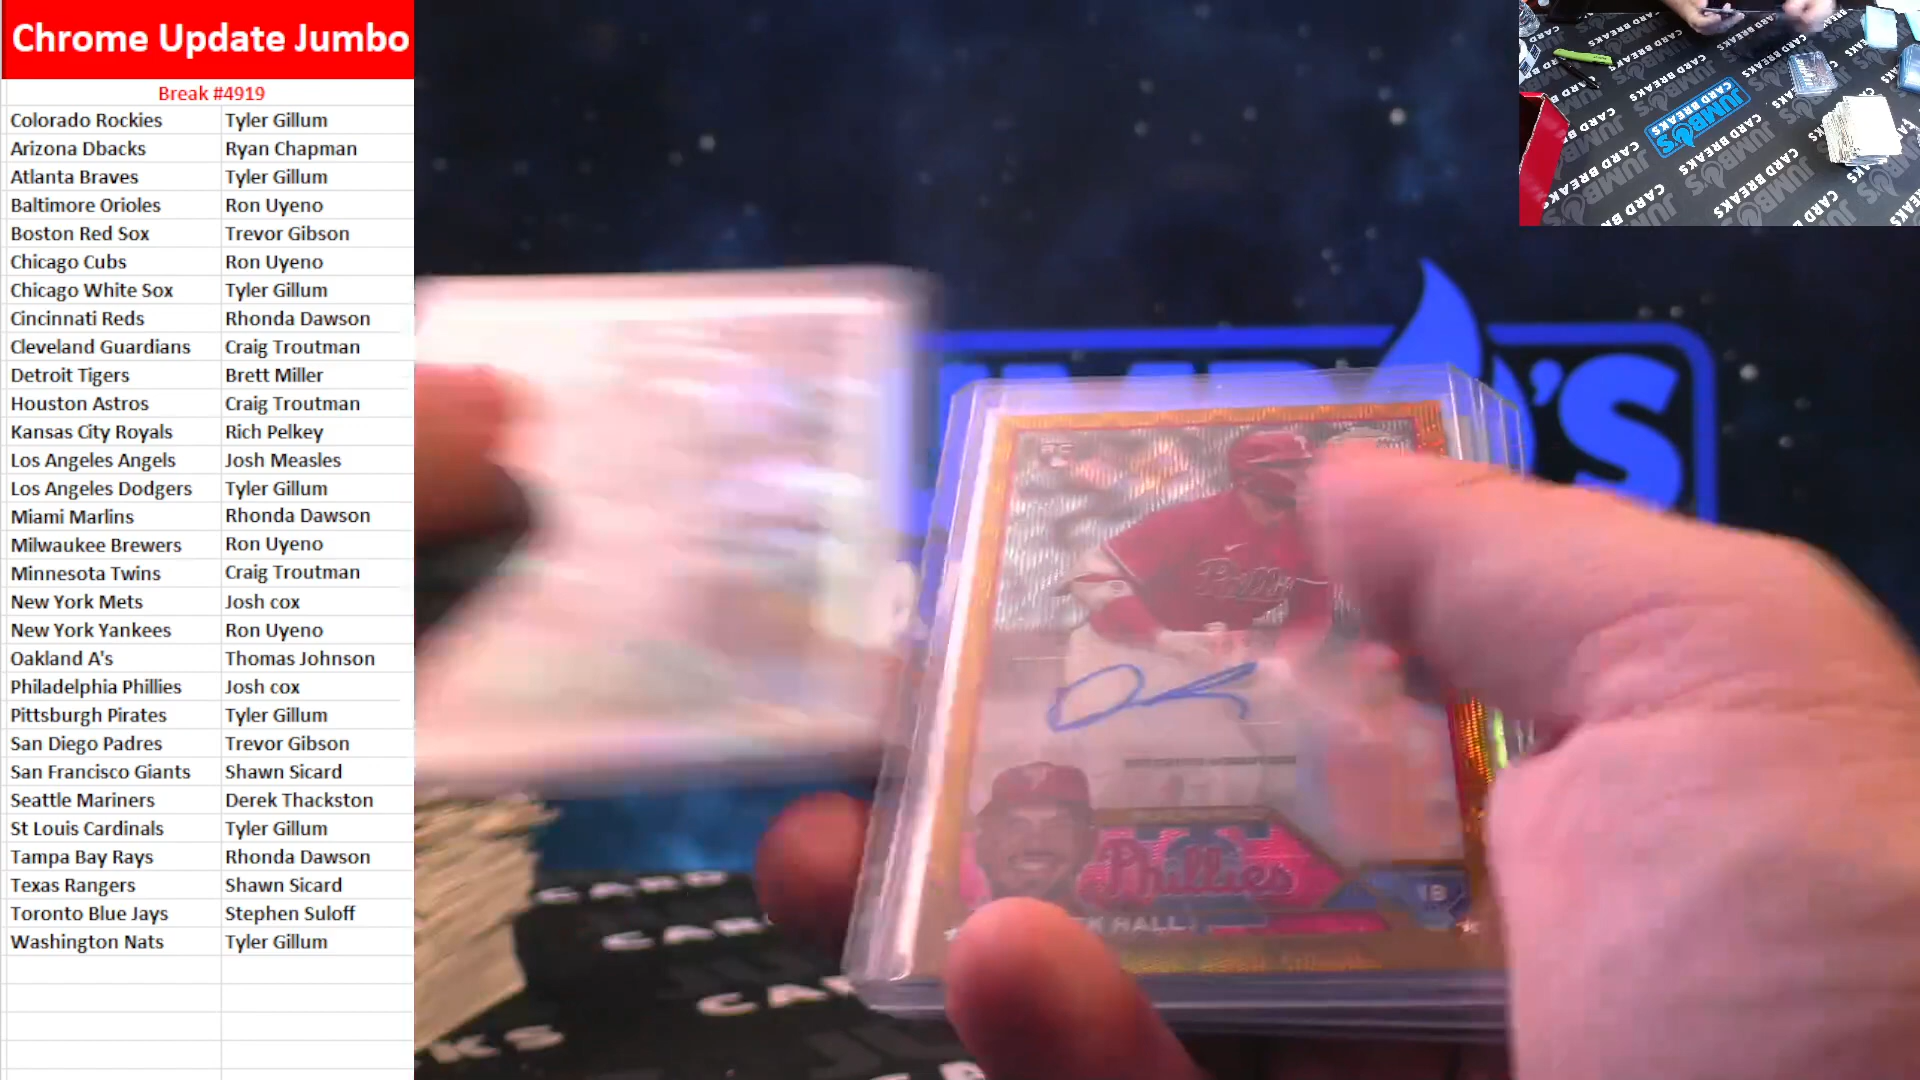 Chrome Update Jumbo
Break #4919
Colorado Rockies Tyler Gillum
Arizona Dbacks Ryan Chapman
Atlanta Braves Tyler Gillum
Baltimore Orioles Ron Uyeno
Boston Red Sox Trevor Gibson
Chicago Cubs Ron Uyeno
Chicago White Sox Tyler Gillum
Cincinnati Reds Rhonda Dawson
Cleveland Guardians Craig Troutman
Detroit Tigers Brett Miller
Houston Astros Craig Troutman
Kansas City Royals Rich Pelkey
Los Angeles Angels Josh Measles
Los Angeles Dodgers Tyler Gillum
Miami Marlins Rhonda Dawson
Milwaukee Brewers Ron Uyeno
Minnesota Twins Craig Troutman
New York Mets Josh cox
New York Yankees Ron Uyeno
Oakland A's Thomas Johnson
Philadelphia Phillies Josh cox
Pittsburgh Pirates Tyler Gillum
San Diego Padres Trevor Gibson
San Francisco Giants Shawn Sicard
Seattle Mariners Derek Thackston
St Louis Cardinals Tyler Gillum
Tampa Bay Rays Rhonda Dawson
Texas Rangers Shawn Sicard
Toronto Blue Jays Stephen Suloff
Washington Nats Tyler Gillum
JUMBO'S
CARD BREAKS
RC
Phillies
Phillies
1B
HALL